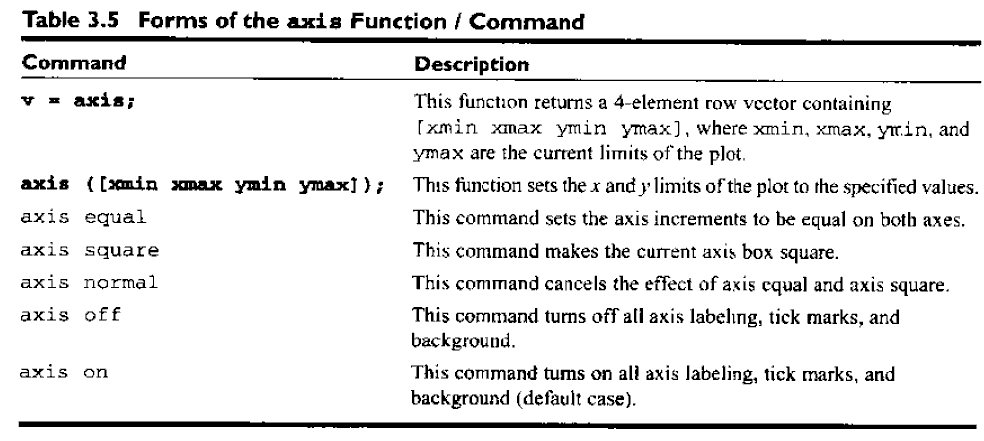 Table 3.5 Forms of the axis Function / Command
Command Description
v = axis; This function returns a 4-element row vector containing
[xmin xmax ymin ymax], where xmin, xmax, ymin, and
ymax are the current limits of the plot.
axis ([xmin xmax ymin ymax]); This function sets the x and y limits of the plot to the specified values.
axis equal This command sets the axis increments to be equal on both axes.
axis square This command makes the current axis box square.
axis normal This command cancels the effect of axis equal and axis square.
axis off This command turns off all axis labeling, tick marks, and
background.
axis on This command turns on all axis labeling, tick marks, and
background (default case).